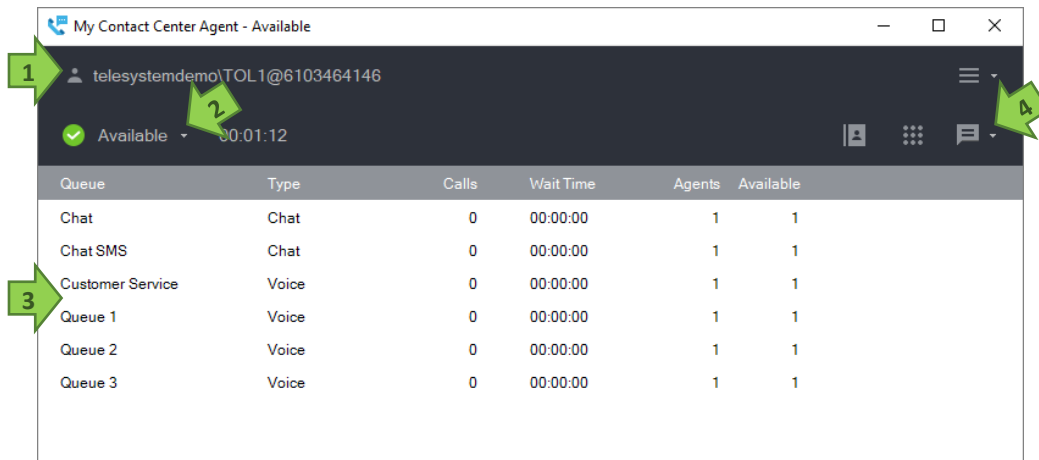 My Contact Center Agent - Available
1 telesystemdemo\TOL1@6103464146
2
4
Available 00:01:12
Queue Type Calls Wait Time Agents Available
Chat Chat 0 00:00:00 1 1
Chat SMS Chat 0 00:00:00 1 1
Customer Service Voice 0 00:00:00 1 1
3
Queue 1 Voice 0 00:00:00 1 1
Queue 2 Voice 0 00:00:00 1 1
Queue 3 Voice 0 00:00:00 1 1